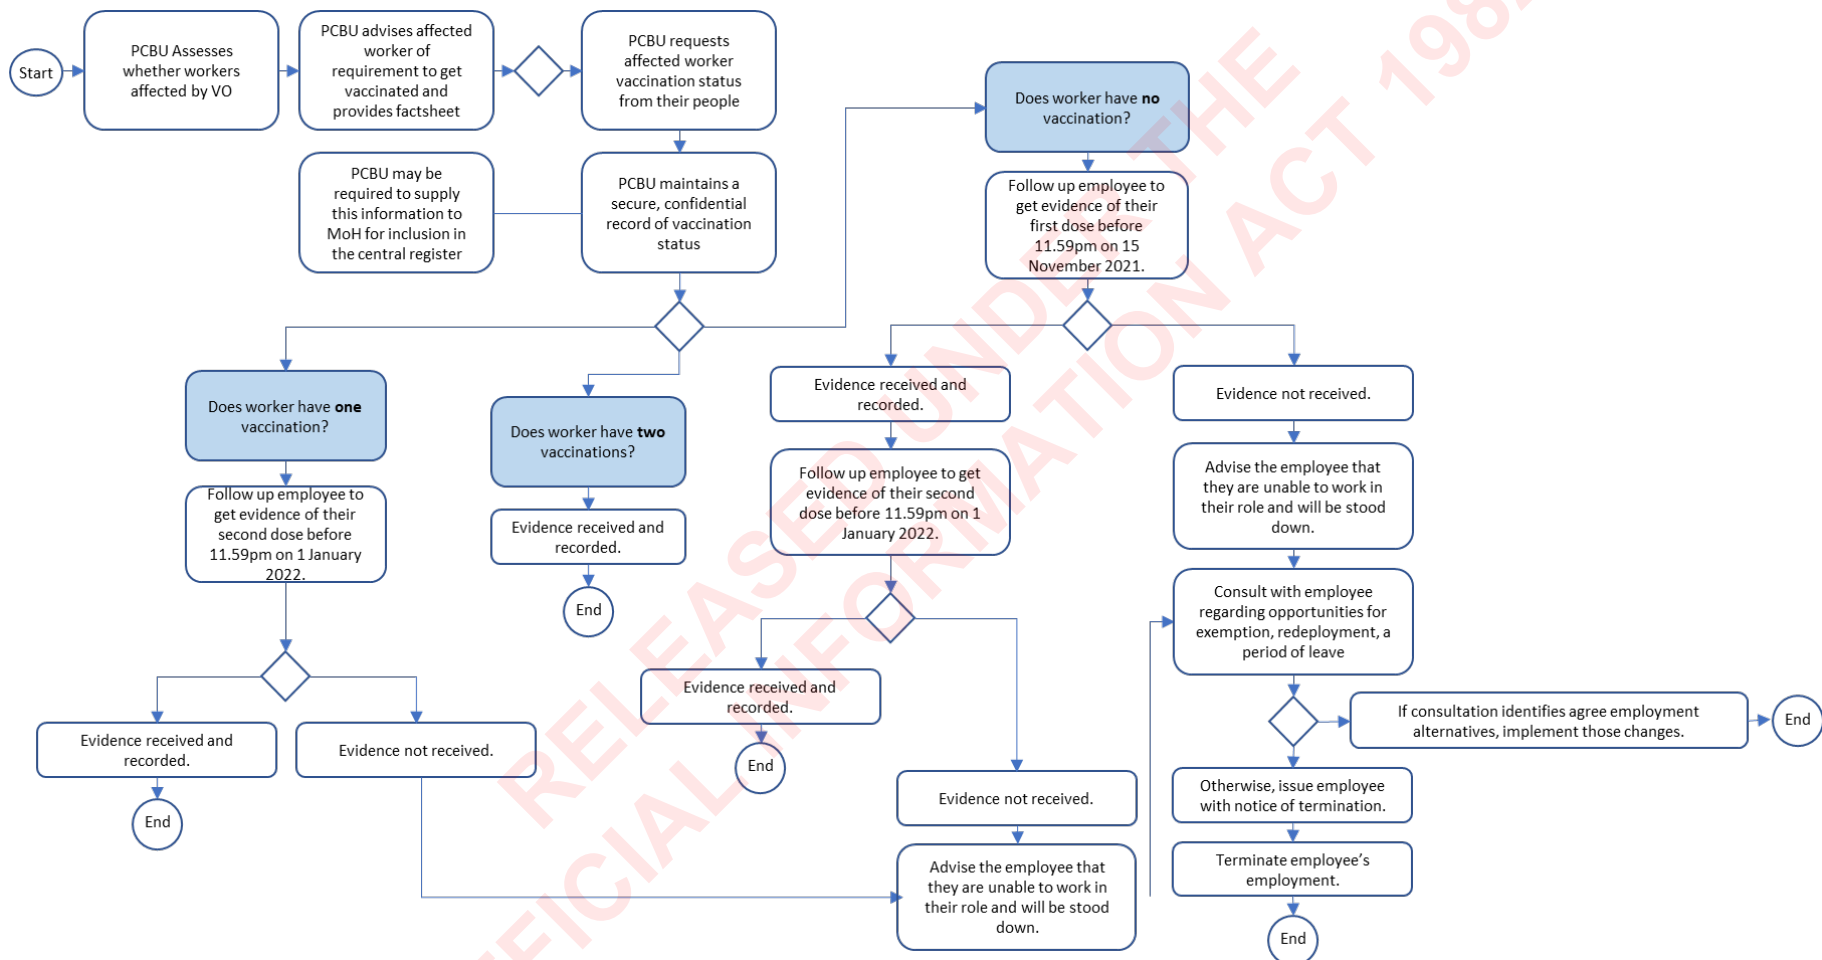 Start
PCBU Assesses
whether workers
affected by VO
PCBU advises affected
worker of
requirement to get
vaccinated and
provides factsheet
PCBU requests
affected worker
vaccination status
from their people
PCBU may be
required to supply
this information to
MoH for inclusion in
the central register
PCBU maintains a
secure, confidential
record of vaccination
status
Does worker have no
vaccination?
Follow up employee to
get evidence of their
first dose before
11.59pm on 15
November 2021.
Does worker have one
vaccination?
Follow up employee to
get evidence of their
second dose before
11.59pm on 1 January
2022.
Evidence received and
recorded.
End
Evidence not received.
Does worker have two
vaccinations?
Evidence received and
recorded.
End
Evidence received and
recorded.
Follow up employee to get
evidence of their second
dose before 11.59pm on 1
January 2022.
Evidence received and
recorded.
End
Evidence not received.
Advise the employee that
they are unable to work in
their role and will be stood
down.
Evidence not received.
Advise the employee that
they are unable to work in
their role and will be stood
down.
Consult with employee
regarding opportunities for
exemption, redeployment, a
period of leave
If consultation identifies agree employment
alternatives, implement those changes.
End
Otherwise, issue employee
with notice of termination.
Terminate employee’s
employment.
End
RELEASED UNDER THE
INFORMATION ACT